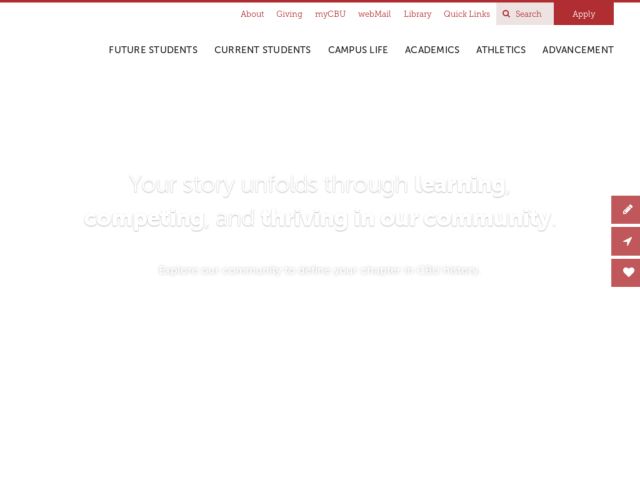 About Giving myCBU webMail Library Quick Links Search Apply
FUTURE STUDENTS CURRENT STUDENTS CAMPUS LIFE ACADEMICS ATHLETICS ADVANCEMENT
Your story unfolds through learning,
competing, and thriving in our community.
Explore our community to define your chapter in CBU history.